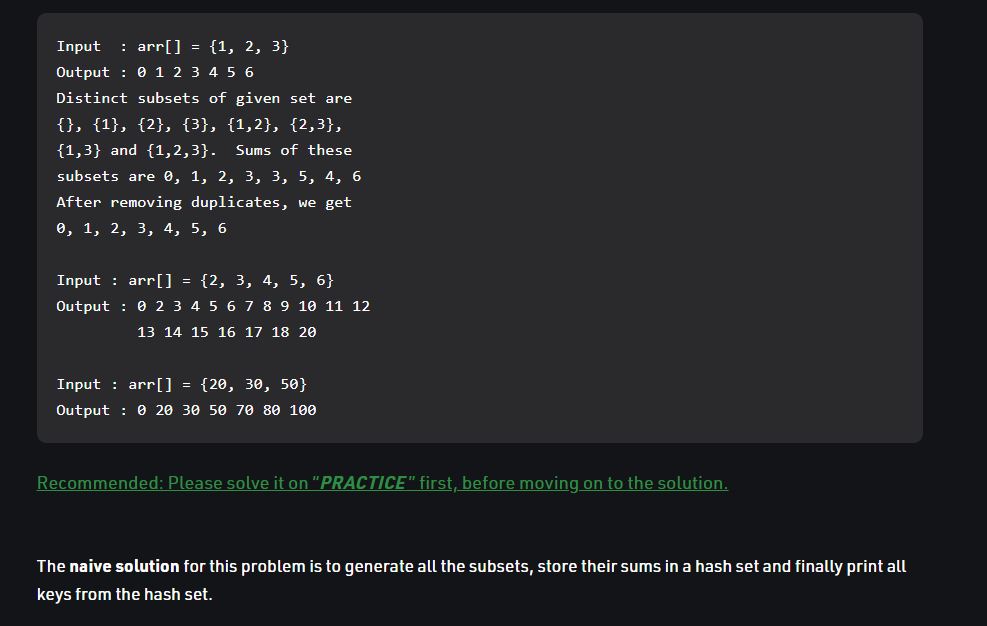 Input  : arr[] = {1, 2, 3}
Output : 0 1 2 3 4 5 6
Distinct subsets of given set are
{}, {1}, {2}, {3}, {1,2}, {2,3},
{1,3} and {1,2,3}.  Sums of these
subsets are 0, 1, 2, 3, 3, 5, 4, 6
After removing duplicates, we get
0, 1, 2, 3, 4, 5, 6
Input : arr[] = {2, 3, 4, 5, 6}
Output : 0 2 3 4 5 6 7 8 9 10 11 12
13 14 15 16 17 18 20
Input : arr[] = {20, 30, 50}
Output : 0 20 30 50 70 80 100
Recommended: Please solve it on "PRACTICE" first, before moving on to the solution.
The naive solution for this problem is to generate all the subsets, store their sums in a hash set and finally print all
keys from the hash set.